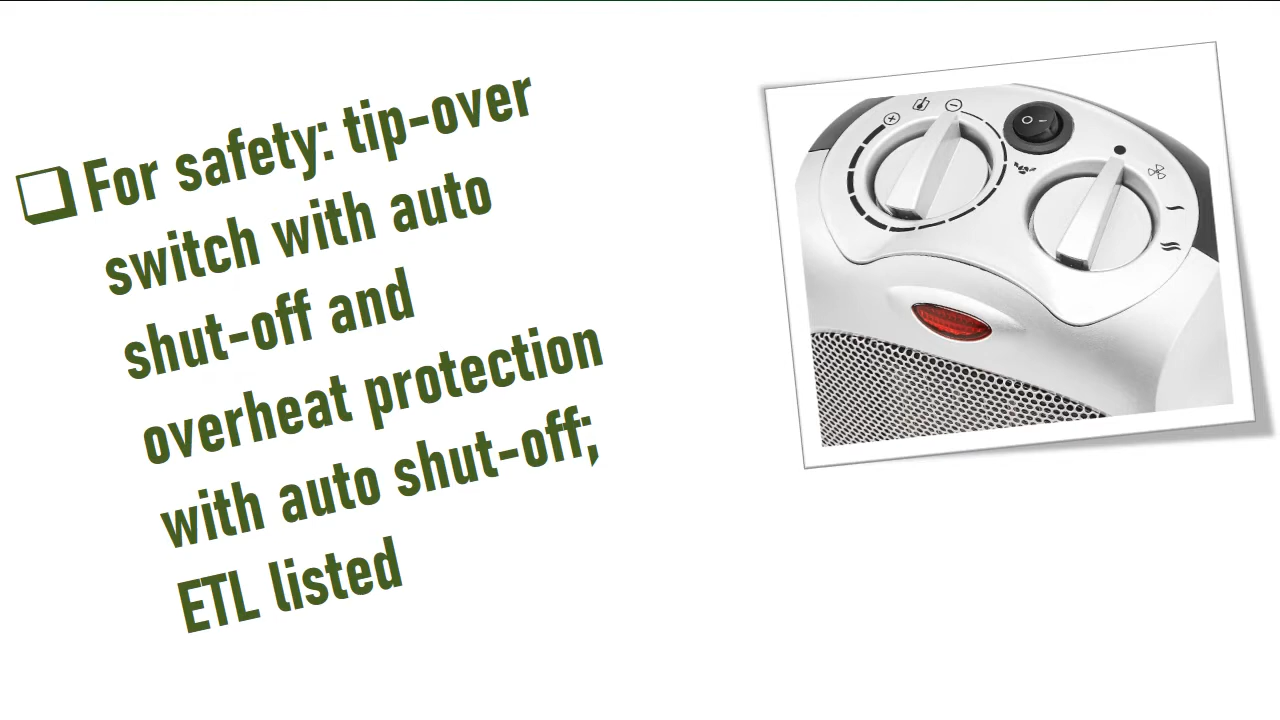 ❑ For safety: tip-over
switch with auto
shut-off and
overheat protection
with auto shut-off;
ETL listed